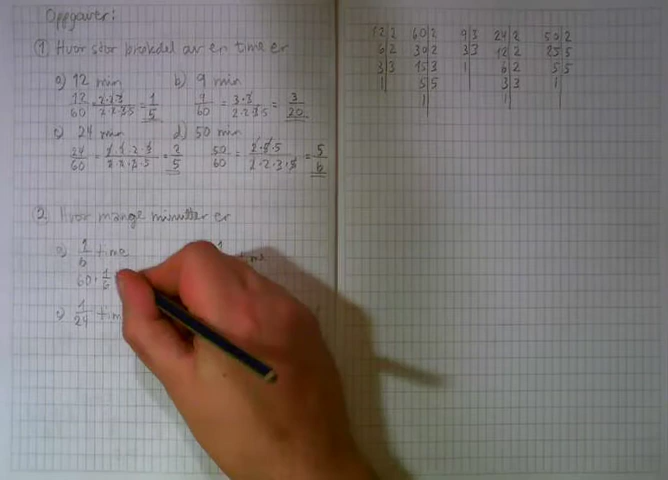 Oppgaver:
1) Hvor stor brøkdel av en time er
a) 12 min b) 9 min
12/60 = 2·2·3/2·2·3·5 = 1/5 9/60 = 3·3/2·2·3·5 = 3/20
c) 24 min d) 50 min
24/60 = 2·2·2·3/2·2·3·5 = 2/5 50/60 = 2·5·5/2·2·3·5 = 5/6
2) Hvor mange minutter er
a) 1/6 time
60 · 1/6
c) 1/24 tim
12|2 60|2 9|3 24|2 50|2
6|2 30|2 3|3 12|2 25|5
3|3 15|3 1| 6|2 5|5
1| 5|5 3|3 1|
1| 1|